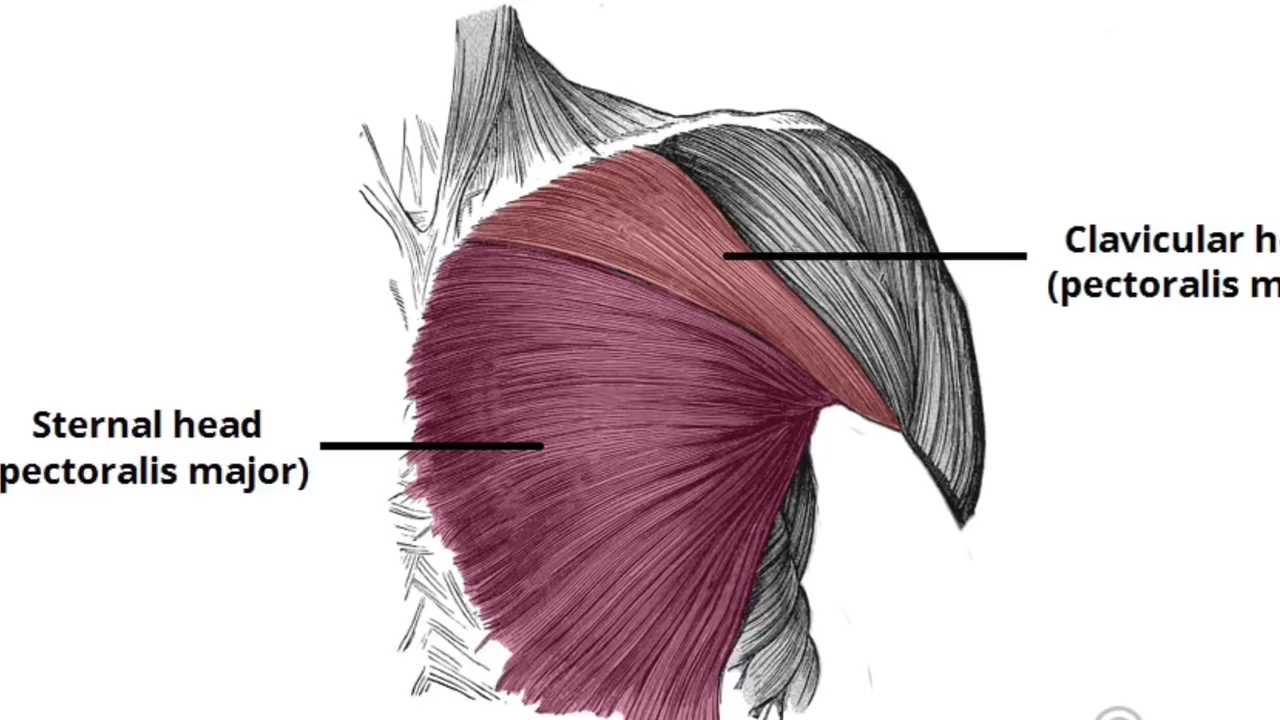 Clavicular h
(pectoralis m
Sternal head
pectoralis major)